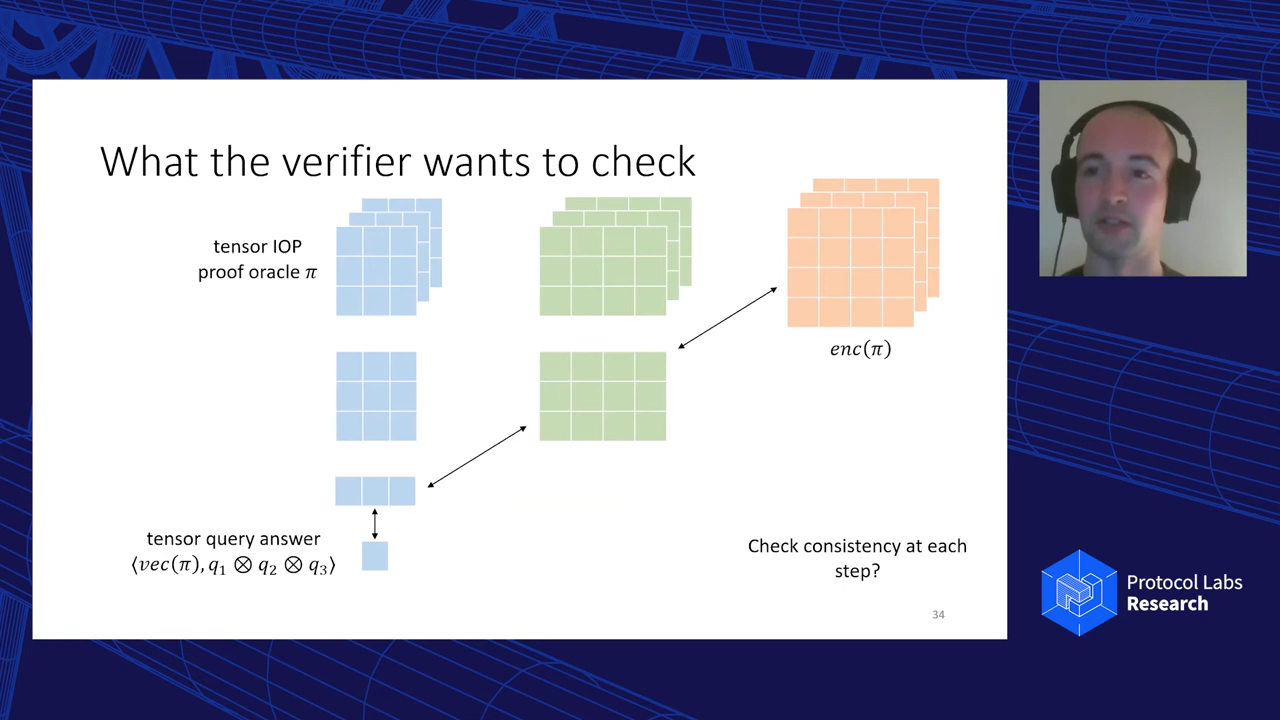 What the verifier wants to check
tensor IOP
proof oracle π
enc(π)
tensor query answer
⟨vec(π), q₁ ⊗ q₂ ⊗ q₃⟩
Check consistency at each
step?
34
Protocol Labs
Research